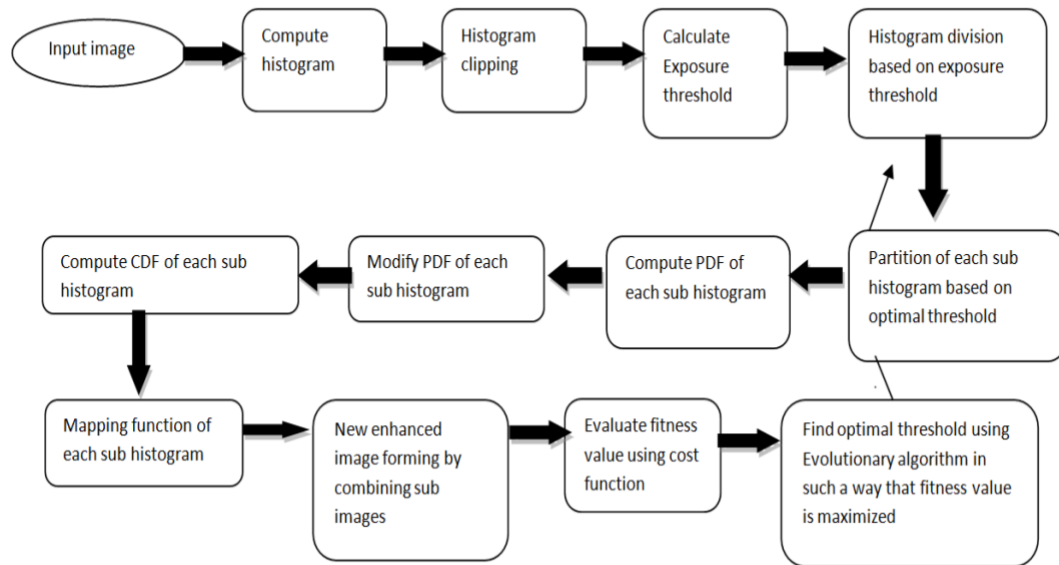 Input image
Compute
histogram
Histogram
clipping
Calculate
Exposure
threshold
Histogram division
based on exposure
threshold
Partition of each sub
histogram based on
optimal threshold
Compute PDF of
each sub histogram
Modify PDF of each
sub histogram
Compute CDF of each sub
histogram
Mapping function of
each sub histogram
New enhanced
image forming by
combining sub
images
Evaluate fitness
value using cost
function
Find optimal threshold using
Evolutionary algorithm in
such a way that fitness value
is maximized